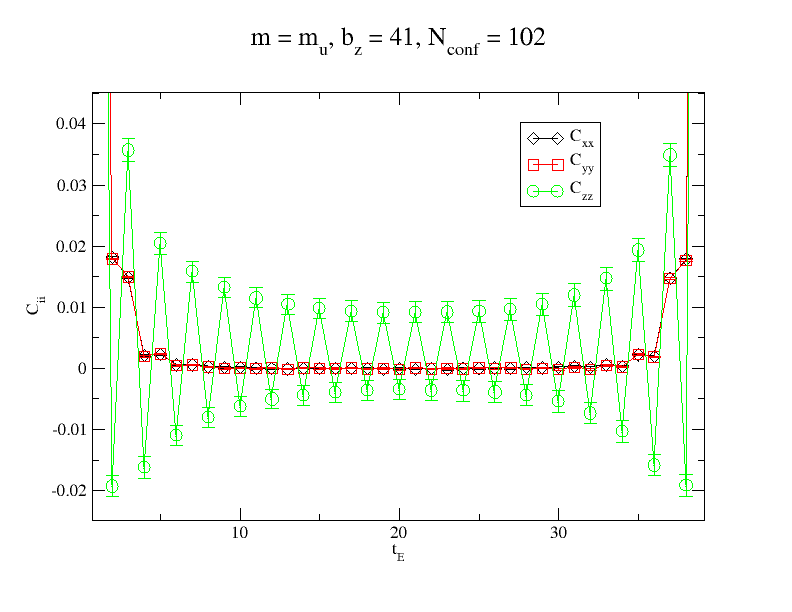 m = m_u, b_z = 41, N_conf = 102
C_xx
C_yy
C_zz
0.04
0.03
0.02
0.01
0
-0.01
-0.02
C_ii
10
20
30
t_E